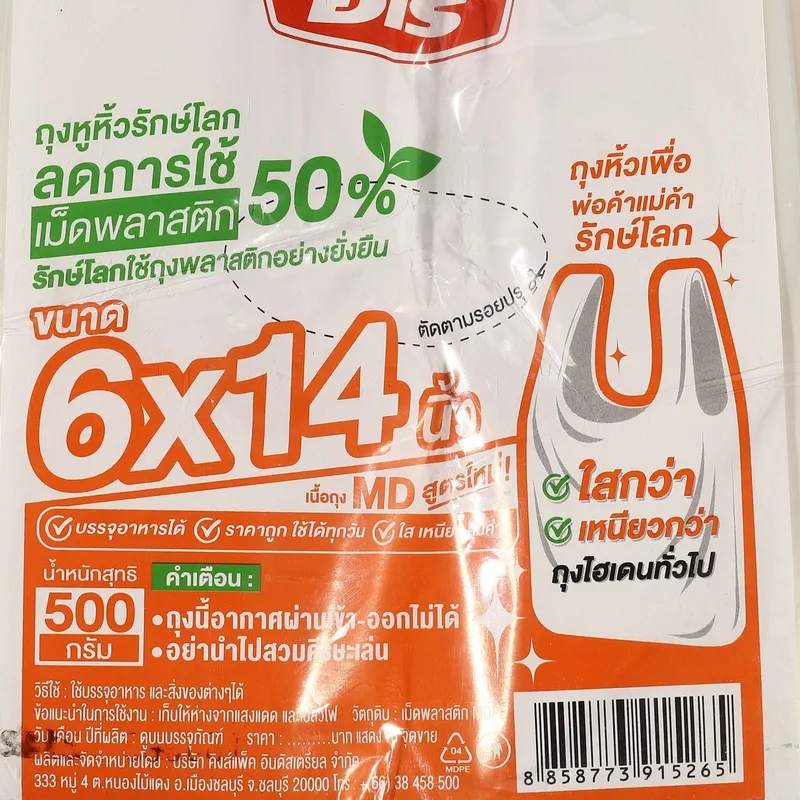 ถุงหูหิ้วรักษ์โลก
ลดการใช้
เม็ดพลาสติก 50%
รักษ์โลกใช้ถุงพลาสติกอย่างยั่งยืน
ถุงหิ้วเพื่อ
พ่อค้าแม่ค้า
รักษ์โลก
ตัดตามรอยปรุ
ขนาด
6x14 นิ้ว
เนื้อถุง MD สูตรใหม่!
บรรจุอาหารได้ ราคาถูก ใช้ได้ทุกวัน ใส
ใสกว่า
เหนียวกว่า
ถุงไฮเดนทั่วไป
น้ำหนักสุทธิ
500
กรัม
คำเตือน :
•ถุงนี้อากาศผ่านเข้า-ออกไม่ได้
•อย่านำไปสวมศีรษะเล่น
วิธีใช้ : ใช้บรรจุอาหาร และสิ่งของต่างๆได้
ข้อแนะนำในการใช้งาน : เก็บให้ห่างจากแสงแดด และเปลวไฟ วัตถุดิบ : เม็ดพลาสติก
วันเดือน ปีที่ผลิต : ดูบนบรรจุภัณฑ์ , ราคา : .........บาท แสดง จุดขาย
ผลิตและจัดจำหน่ายโดย : บริษัท คิงส์แพ็ค อินดัสเตรียล จำกัด
333 หมู่ 4 ต.หนองไม้แดง อ.เมืองชลบุรี จ.ชลบุรี 20000 โทร : +(66) 38 458 500
04
MDPE
8 858773 915265